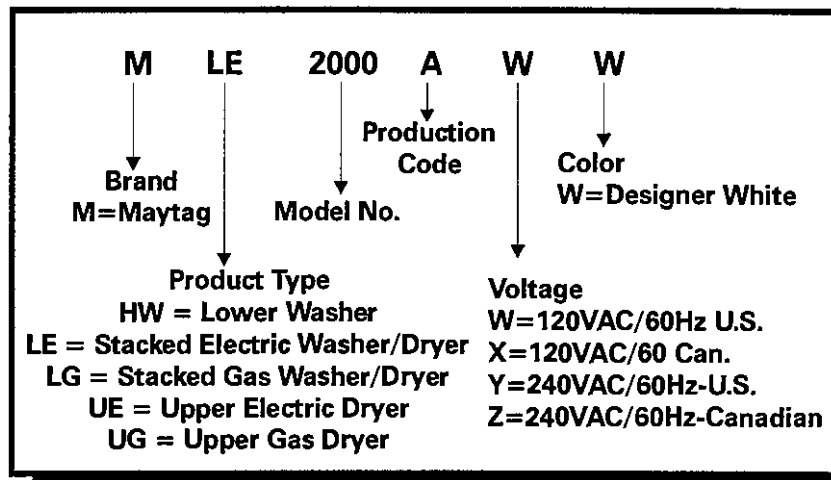 M LE 2000 A W W
Production
Code
Brand
M=Maytag
Model No.
Color
W=Designer White
Product Type
HW = Lower Washer
LE = Stacked Electric Washer/Dryer
LG = Stacked Gas Washer/Dryer
UE = Upper Electric Dryer
UG = Upper Gas Dryer
Voltage
W=120VAC/60Hz U.S.
X=120VAC/60 Can.
Y=240VAC/60Hz-U.S.
Z=240VAC/60Hz-Canadian